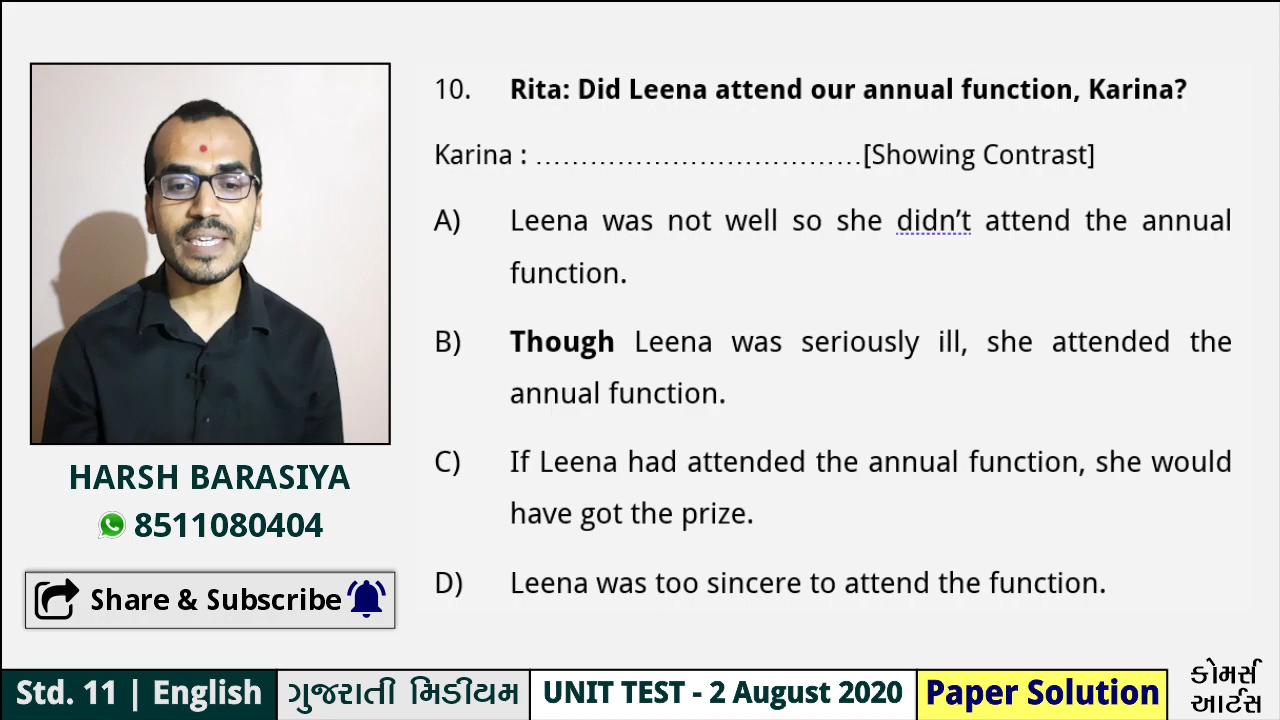 10. Rita: Did Leena attend our annual function, Karina?
Karina : ....................................[Showing Contrast]
A) Leena was not well so she didn’t attend the annual
function.
B) Though Leena was seriously ill, she attended the
annual function.
C) If Leena had attended the annual function, she would
have got the prize.
D) Leena was too sincere to attend the function.
HARSH BARASIYA
8511080404
Share & Subscribe
Std. 11 | English
ગુજરાતી મિડીયમ
UNIT TEST - 2 August 2020
Paper Solution
કોમર્સ
આર્ટસ